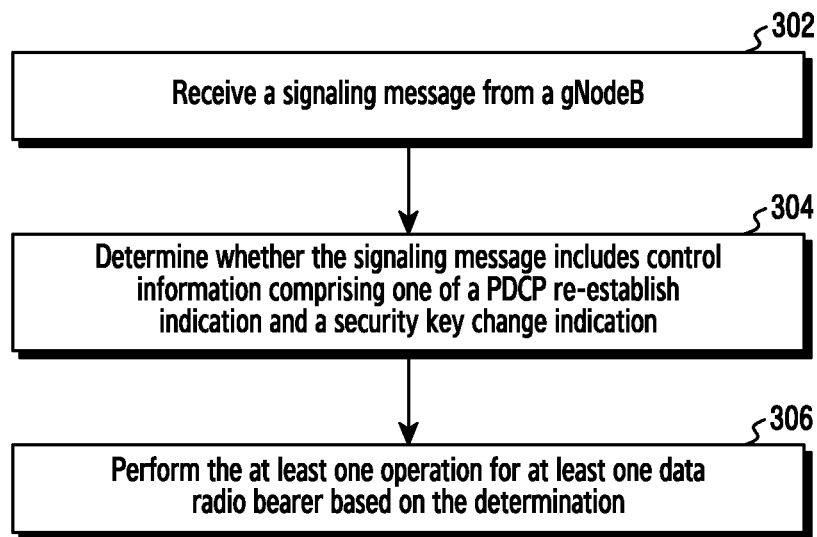 302
Receive a signaling message from a gNodeB
304
Determine whether the signaling message includes control
information comprising one of a PDCP re-establish
indication and a security key change indication
306
Perform the at least one operation for at least one data
radio bearer based on the determination